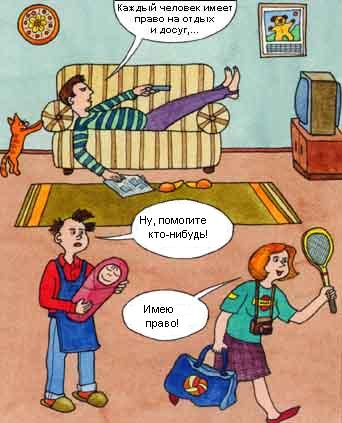 Каждый человек имеет
право на отдых
и досуг,...
Ну, помогите
кто-нибудь!
Имею
право!